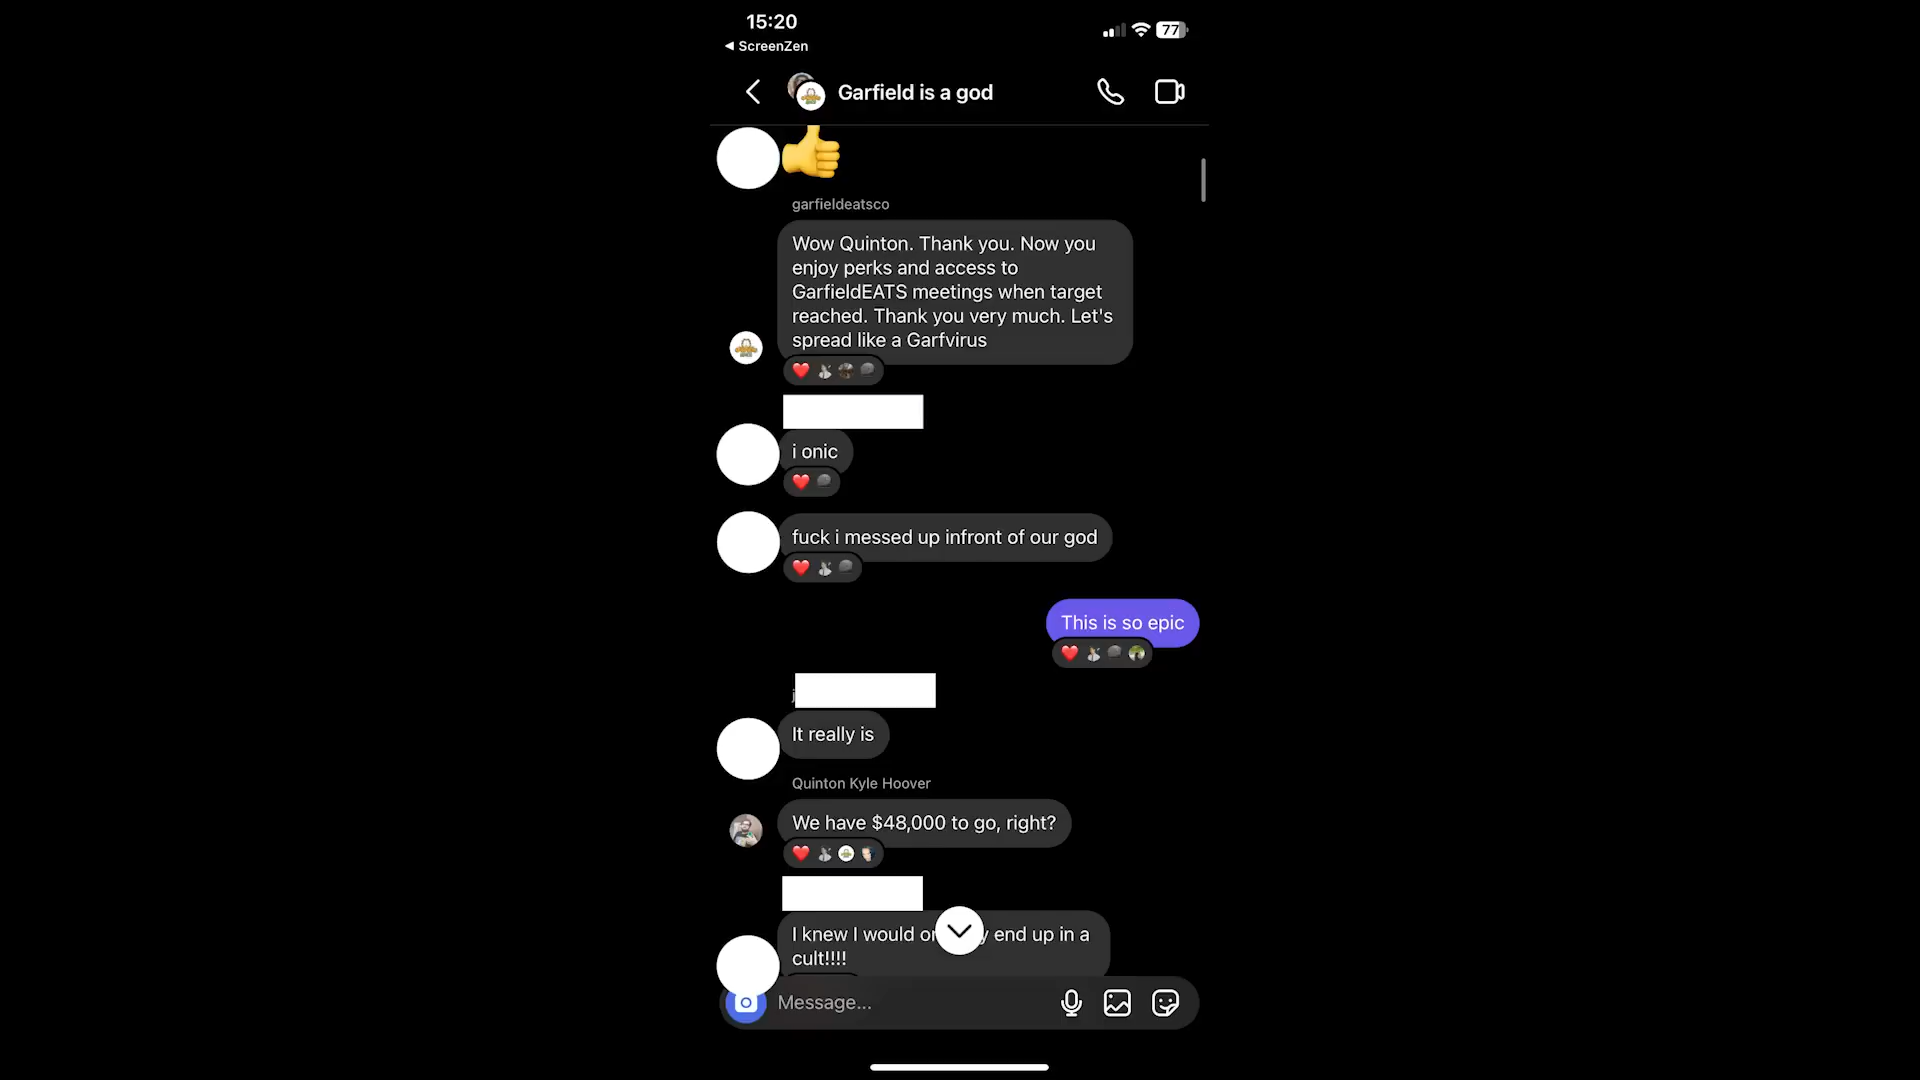 15:20
77
◀ ScreenZen
Garfield is a god
👍
garfieldeatsco
Wow Quinton. Thank you. Now you
enjoy perks and access to
GarfieldEATS meetings when target
reached. Thank you very much. Let's
spread like a Garfvirus
i onic
fuck i messed up infront of our god
This is so epic
j
It really is
Quinton Kyle Hoover
We have $48,000 to go, right?
I knew I would end up in a
cult!!!!
Message...